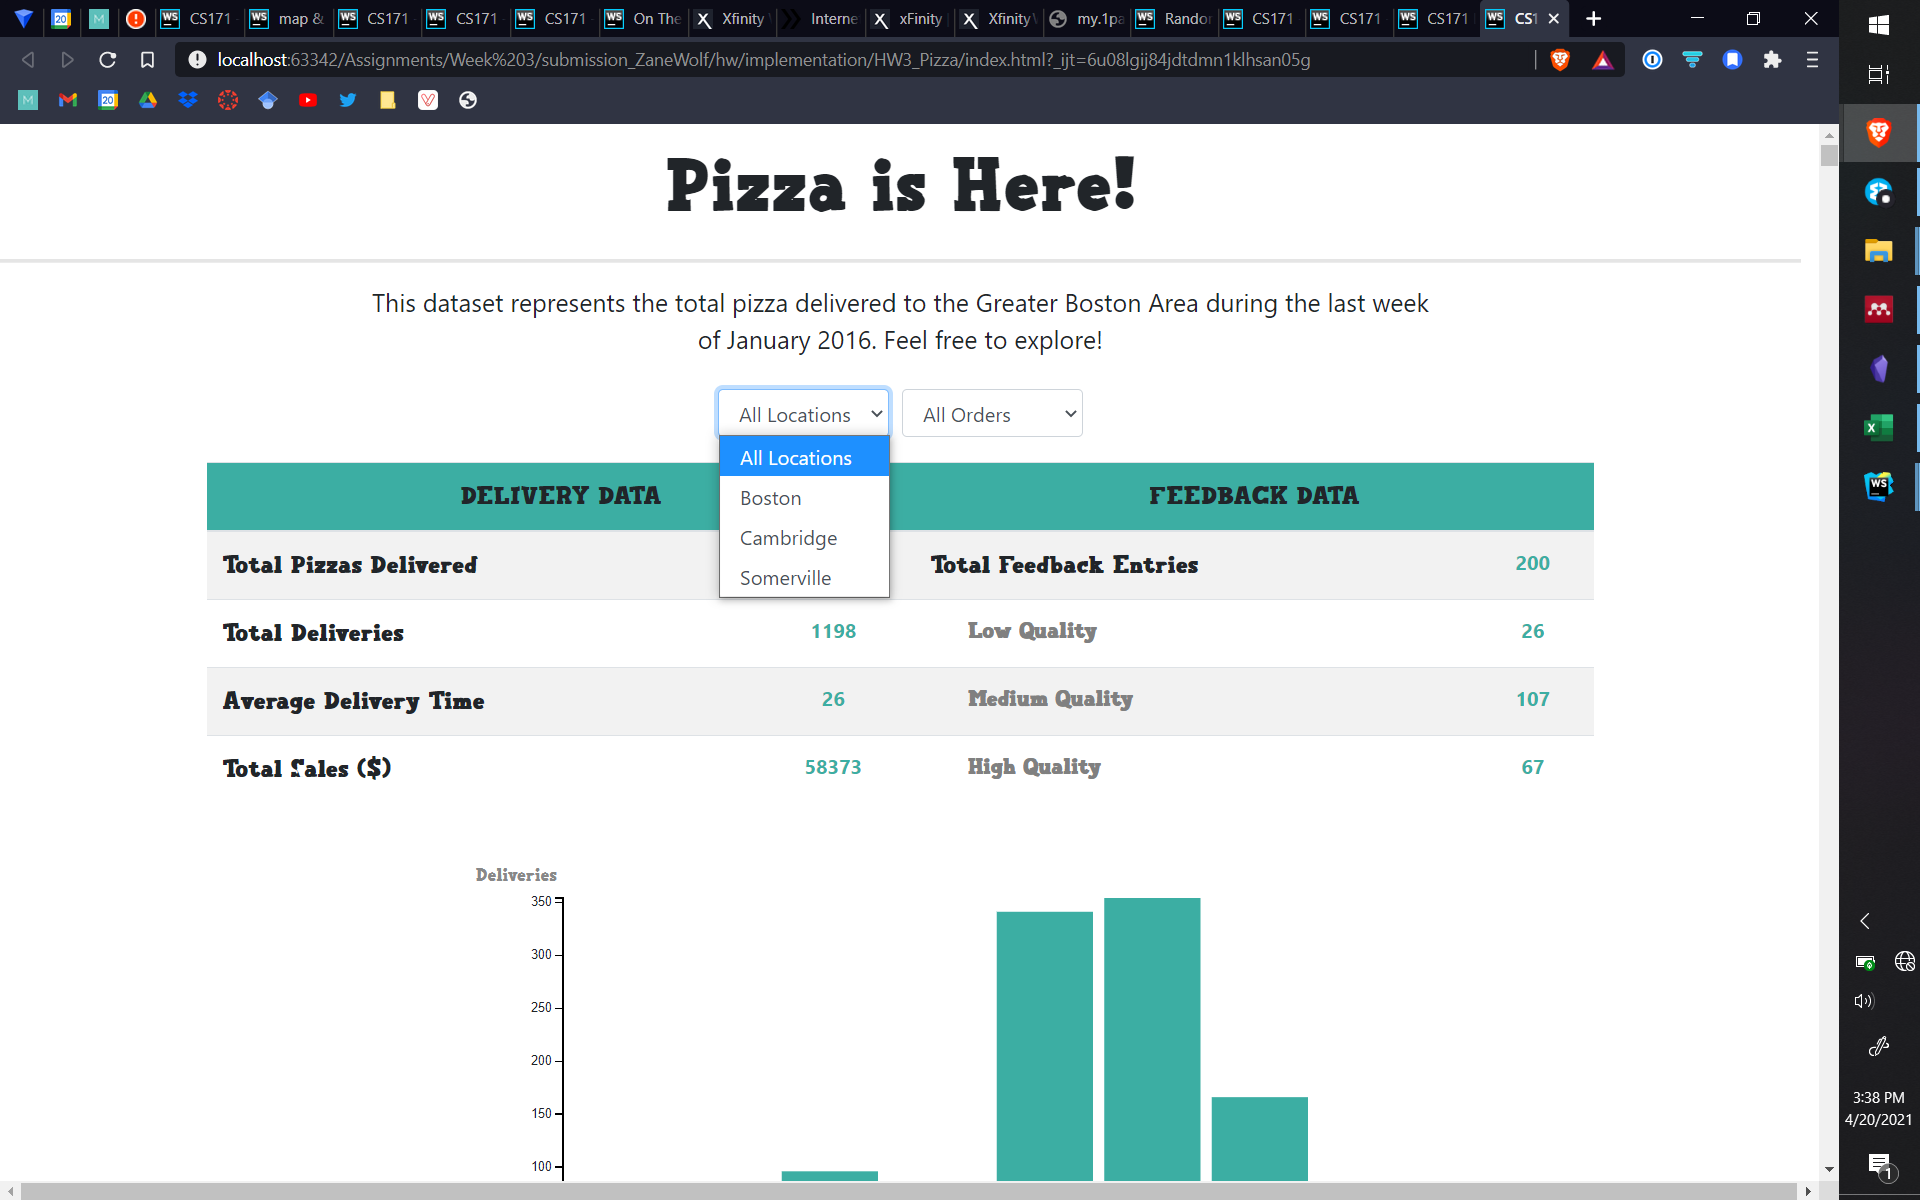 CS171
map &
CS171
CS171
CS171
On The
Xfinity
Interne
xFinity
Xfinity
my.1pa
Rando
CS171
CS171
CS171
CS1
localhost:63342/Assignments/Week%203/submission_ZaneWolf/hw/implementation/HW3_Pizza/index.html?_ijt=6u08lgij84jdtdmn1klhsan05g
Pizza is Here!
This dataset represents the total pizza delivered to the Greater Boston Area during the last week
of January 2016. Feel free to explore!
All Locations
All Orders
All Locations
Boston
Cambridge
Somerville
DELIVERY DATA
FEEDBACK DATA
Total Pizzas Delivered
Total Feedback Entries 200
Total Deliveries 1198
Low Quality 26
Average Delivery Time 26
Medium Quality 107
Total Sales ($) 58373
High Quality 67
Deliveries
350
300
250
200
150
100
3:38 PM
4/20/2021
1